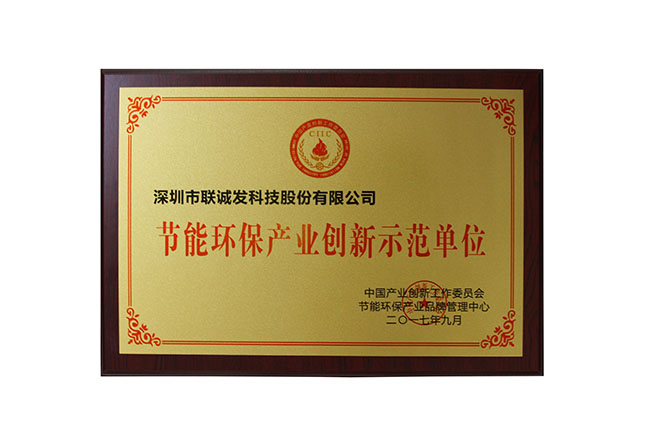 CIIC
深圳市联诚发科技股份有限公司
节能环保产业创新示范单位
中国产业创新工作委员会
节能环保产业品牌管理中心
二〇一七年九月